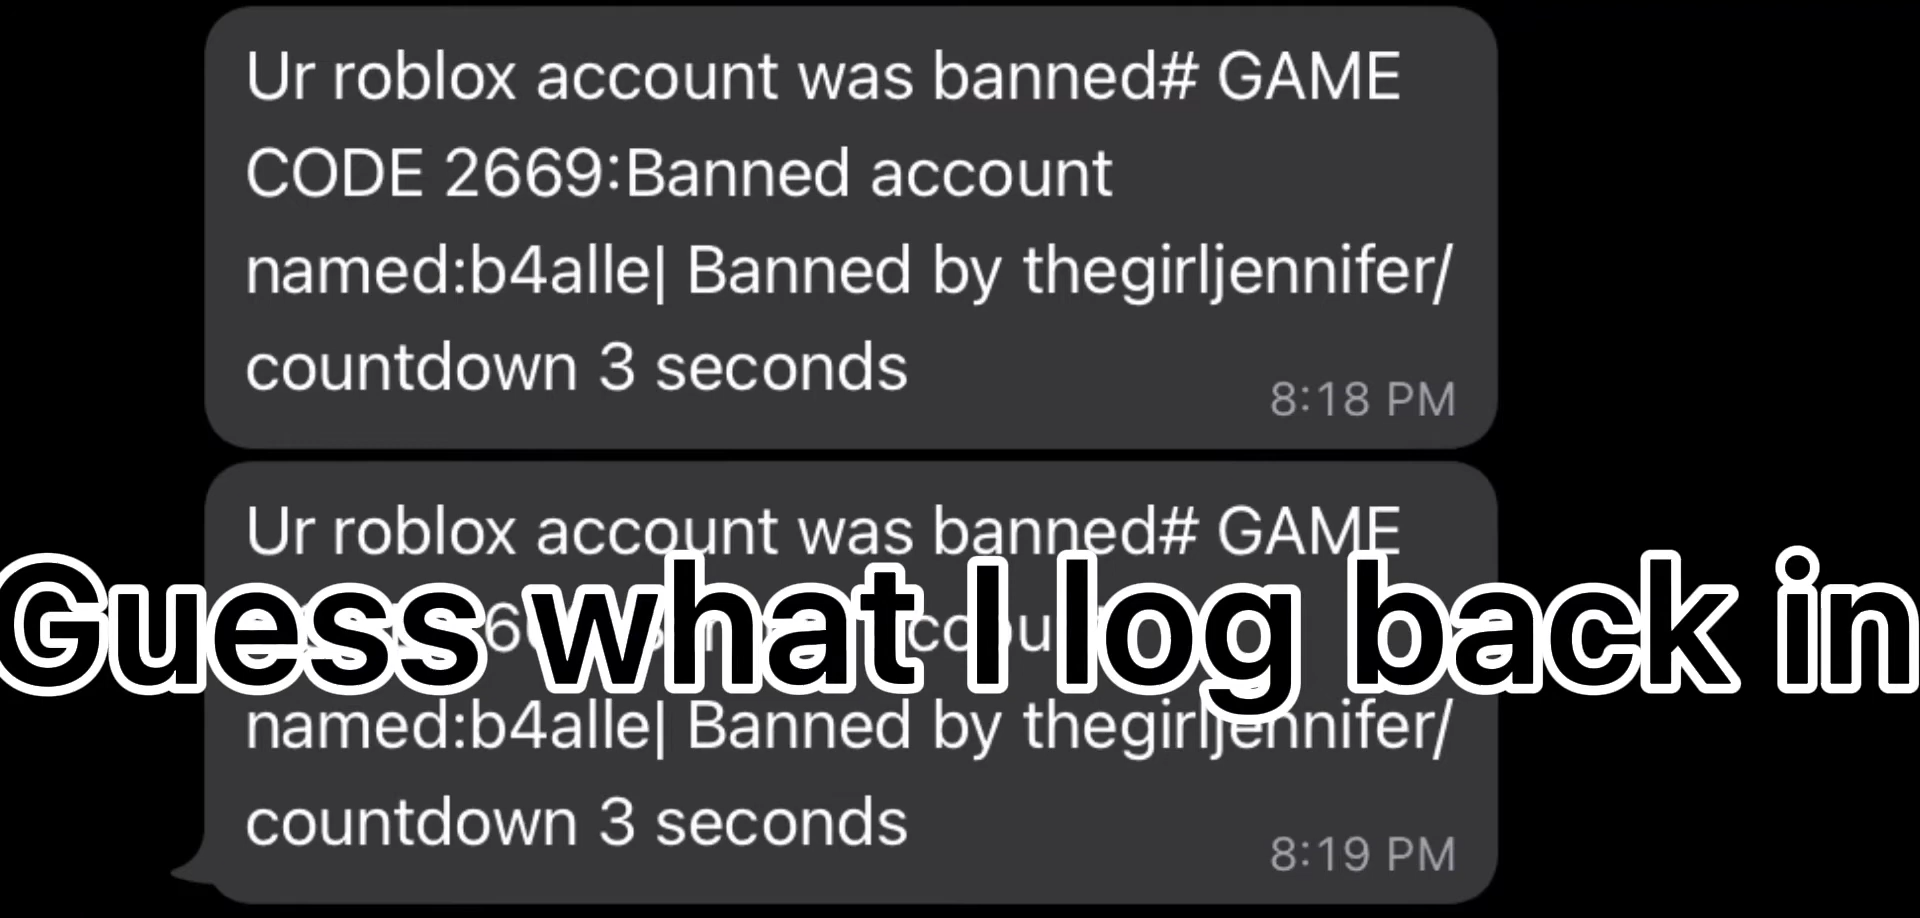 Ur roblox account was banned# GAME
CODE 2669:Banned account
named:b4alle| Banned by thegirljennifer/
countdown 3 seconds
8:18 PM
Ur roblox account was banned# GAME
Guess what I log back in
named:b4alle| Banned by thegirljennifer/
countdown 3 seconds
8:19 PM